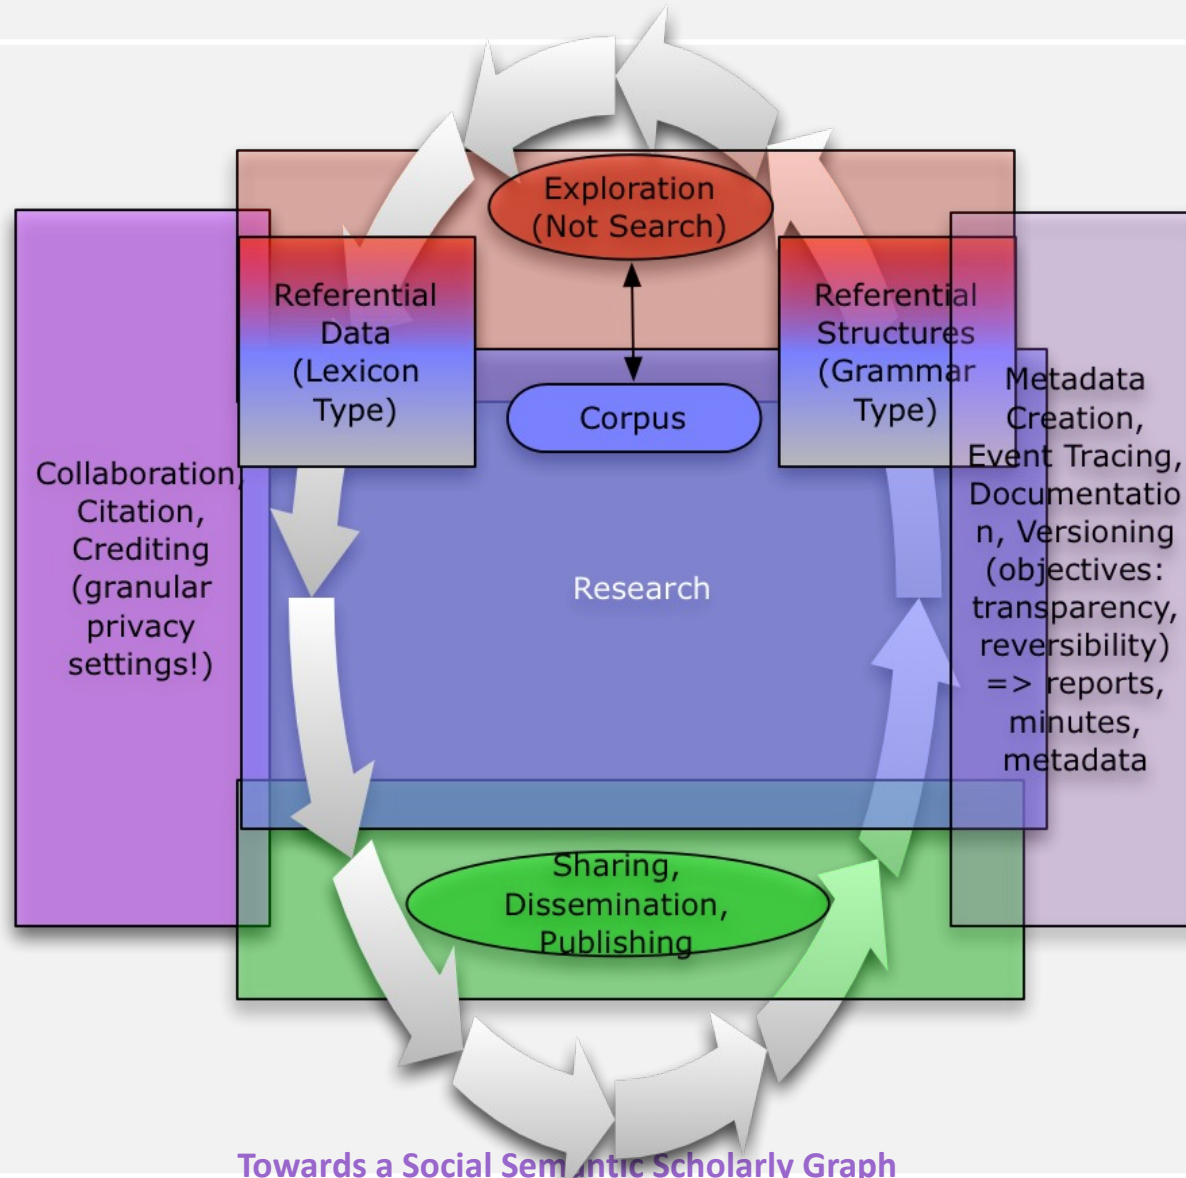 Exploration
(Not Search)
Referential
Data
(Lexicon
Type)
Referential
Structures
(Grammar
Type)
Corpus
Collaboration,
Citation,
Crediting
(granular
privacy
settings!)
Research
Metadata
Creation,
Event Tracing,
Documentatio
n, Versioning
(objectives:
transparency,
reversibility)
=> reports,
minutes,
metadata
Sharing,
Dissemination,
Publishing
Towards a Social Semantic Scholarly Graph